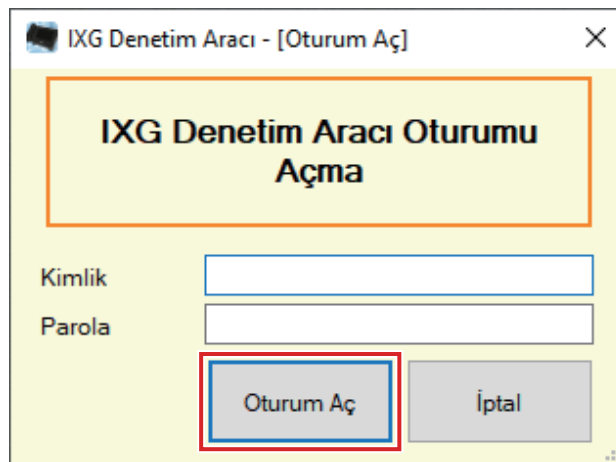 IXG Denetim Aracı - [Oturum Aç]
IXG Denetim Aracı Oturumu
Açma
Kimlik
Parola
Oturum Aç
İptal